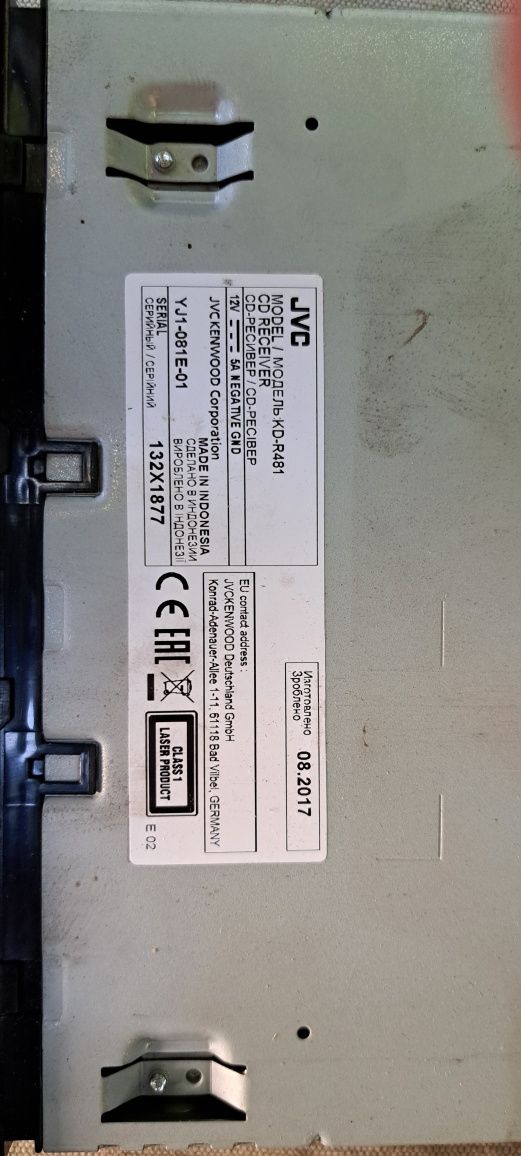 JVC
MODEL / МОДЕЛЬ:KD-R481
CD RECEIVER
CD-РЕСИВЕР / CD-РЕСІВЕР
12V 5A NEGATIVE GND
JVCKENWOOD Corporation
MADE IN INDONESIA
СДЕЛАНО В ИНДОНЕЗИИ
ВИРОБЛЕНО В ІНДОНЕЗІЇ
YJ1-081E-01
SERIAL
СЕРИЙНЫЙ / СЕРІЙНИЙ
132X1877
Изготовлено
Зроблено
08.2017
EU contact address :
JVCKENWOOD Deutschland GmbH
Konrad-Adenauer-Allee 1-11, 61118 Bad Vilbel, GERMANY
CE EAC
CLASS 1
LASER PRODUCT
E 02